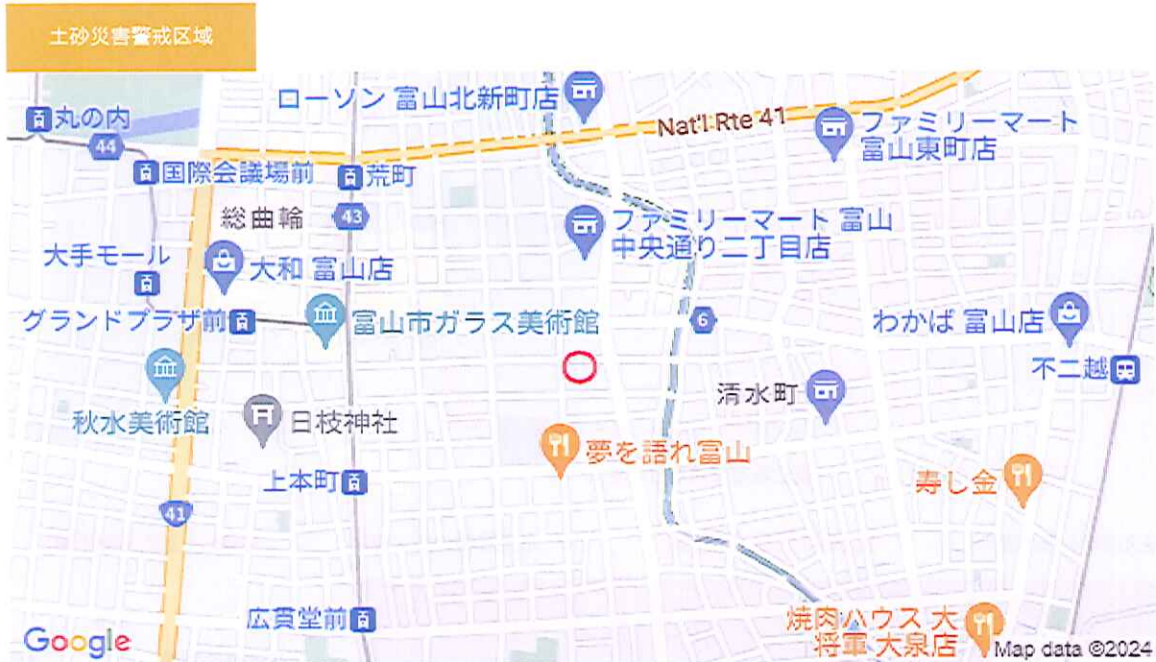 土砂災害警戒区域
ローソン 富山北新町店
Nat'l Rte 41
ファミリーマート
富山東町店
丸の内
44
国際会議場前
荒町
総曲輪
43
ファミリーマート 富山
中央通り二丁目店
大手モール
大和 富山店
グランドプラザ前
富山市ガラス美術館
6
わかば 富山店
不二越
秋水美術館
日枝神社
清水町
夢を語れ富山
上本町
寿し金
41
広貫堂前
焼肉ハウス 大
将軍 大泉店
Google
Map data ©2024